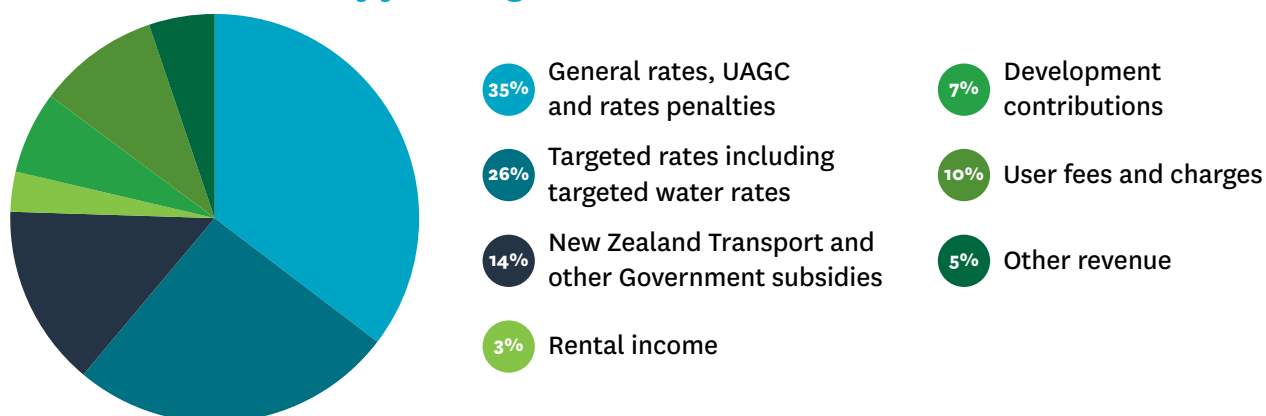 35%
General rates, UAGC
and rates penalties
26%
Targeted rates including
targeted water rates
14%
New Zealand Transport and
other Government subsidies
3%
Rental income
7%
Development
contributions
10%
User fees and charges
5%
Other revenue